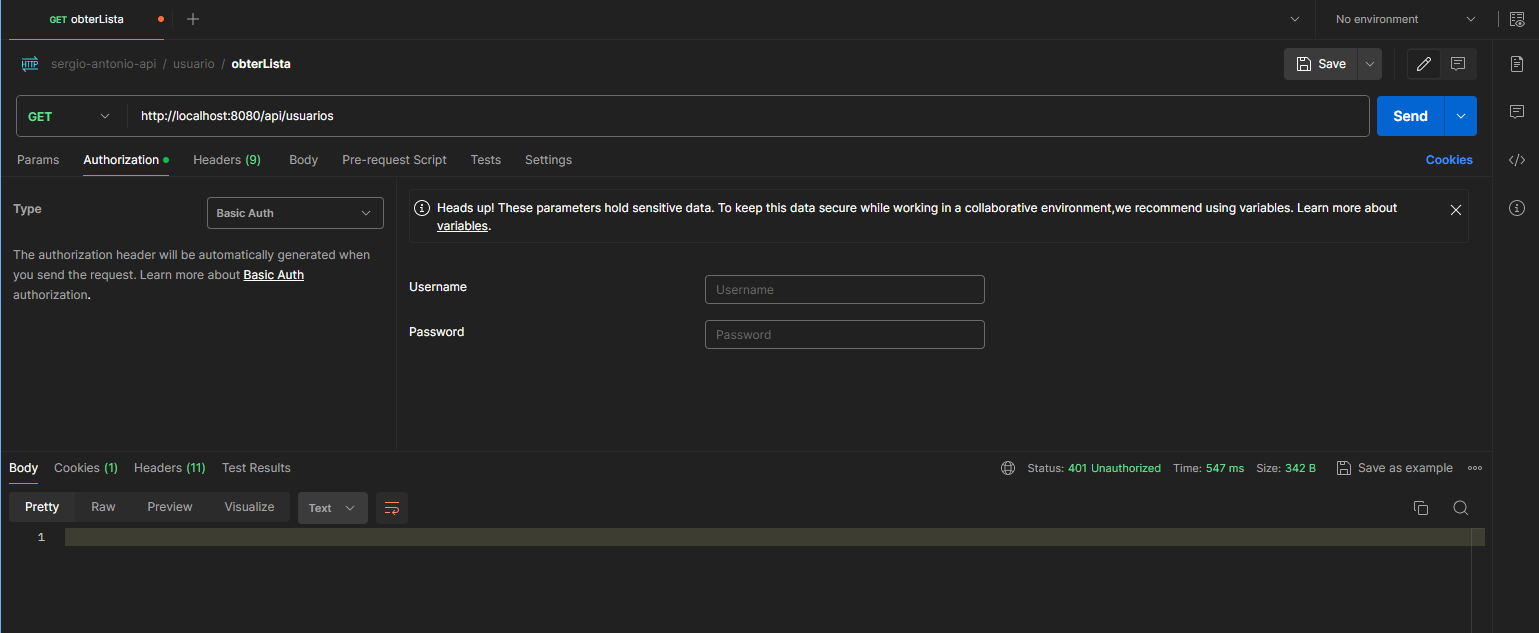 GET obterLista
No environment
HTTP sergio-antonio-api / usuario / obterLista
Save
GET http://localhost:8080/api/usuarios
Send
Params Authorization Headers (9) Body Pre-request Script Tests Settings Cookies
Type Basic Auth
The authorization header will be automatically generated when
you send the request. Learn more about Basic Auth
authorization.
Heads up! These parameters hold sensitive data. To keep this data secure while working in a collaborative environment,we recommend using variables. Learn more about
variables.
Username Username
Password Password
Body Cookies (1) Headers (11) Test Results Status: 401 Unauthorized Time: 547 ms Size: 342 B Save as example
Pretty Raw Preview Visualize Text
1